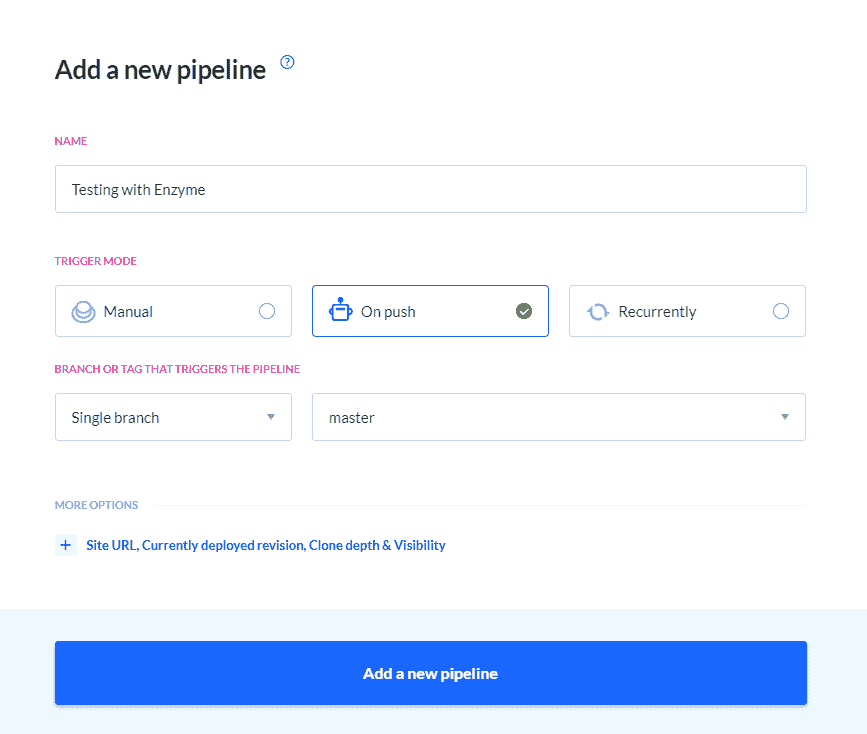 Add a new pipeline ?
NAME
Testing with Enzyme
TRIGGER MODE
Manual On push Recurrently
BRANCH OR TAG THAT TRIGGERS THE PIPELINE
Single branch master
MORE OPTIONS
+ Site URL, Currently deployed revision, Clone depth & Visibility
Add a new pipeline